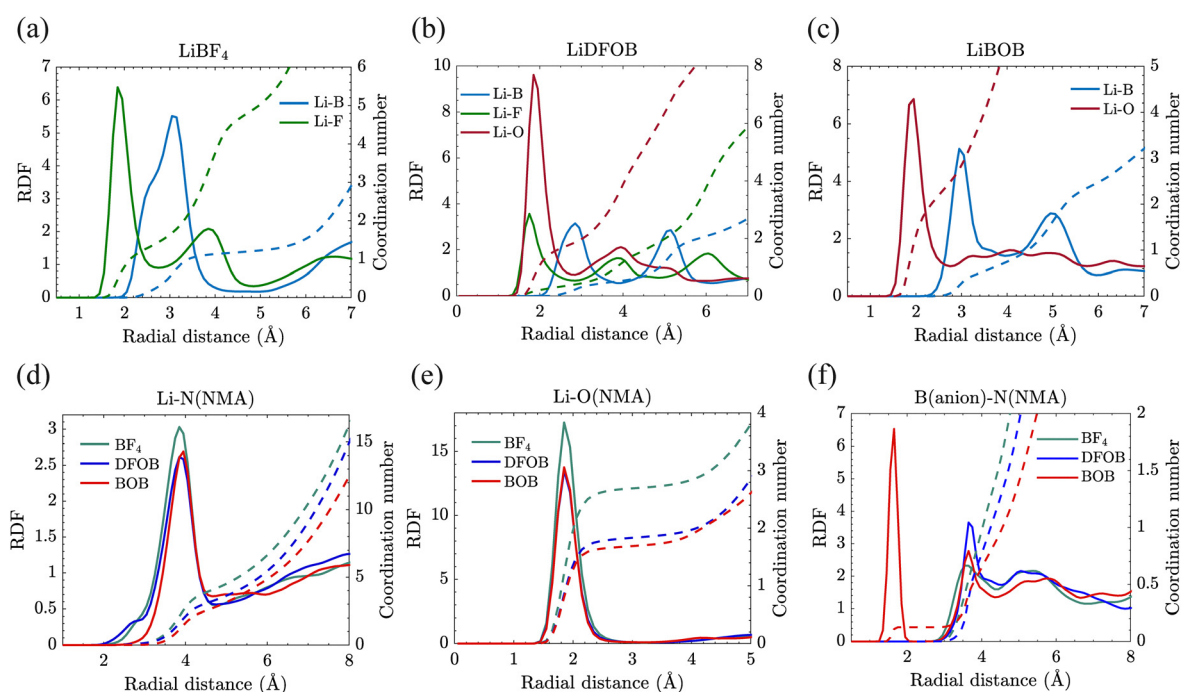 (a)
LiBF₄
RDF
7
6
5
4
3
2
1
0
Li-B
Li-F
6
5
4
3
2
1
0
Coordination number
1 2 3 4 5 6 7
Radial distance (Å)
(b)
LiDFOB
RDF
10
8
6
4
2
0
Li-B
Li-F
Li-O
8
6
4
2
0
Coordination number
0 2 4 6
Radial distance (Å)
(c)
LiBOB
RDF
8
6
4
2
0
Li-B
Li-O
5
4
3
2
1
0
Coordination number
1 2 3 4 5 6 7
Radial distance (Å)
(d)
Li-N(NMA)
RDF
3
2.5
2
1.5
1
0.5
0
BF₄
DFOB
BOB
15
10
5
0
Coordination number
2 4 6 8
Radial distance (Å)
(e)
Li-O(NMA)
RDF
15
10
5
0
BF₄
DFOB
BOB
4
3
2
1
0
Coordination number
0 1 2 3 4 5
Radial distance (Å)
(f)
B(anion)-N(NMA)
RDF
7
6
5
4
3
2
1
0
BF₄
DFOB
BOB
2
1.5
1
0.5
0
Coordination number
2 4 6 8
Radial distance (Å)